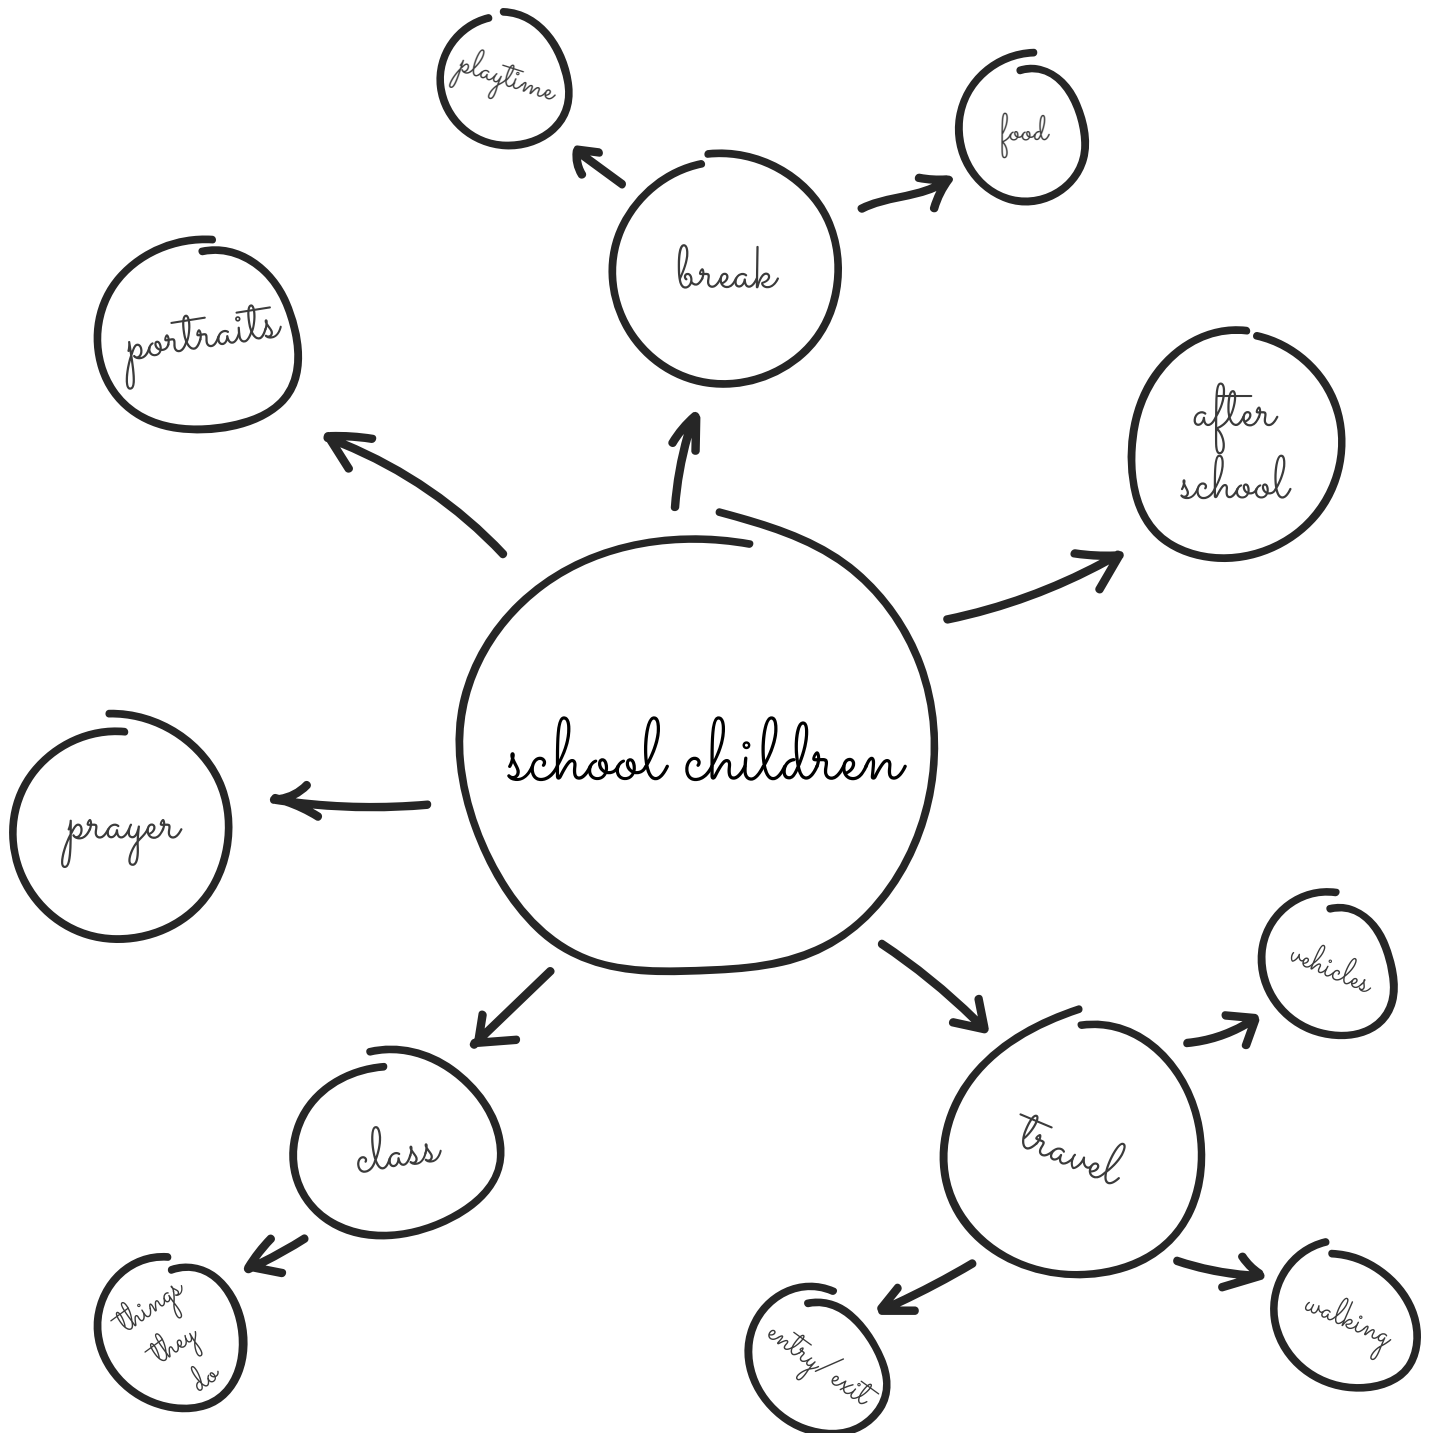 playtime
food
break
portraits
after
school
school children
prayer
vehicles
class
travel
things
they
do
entry/exit
walking